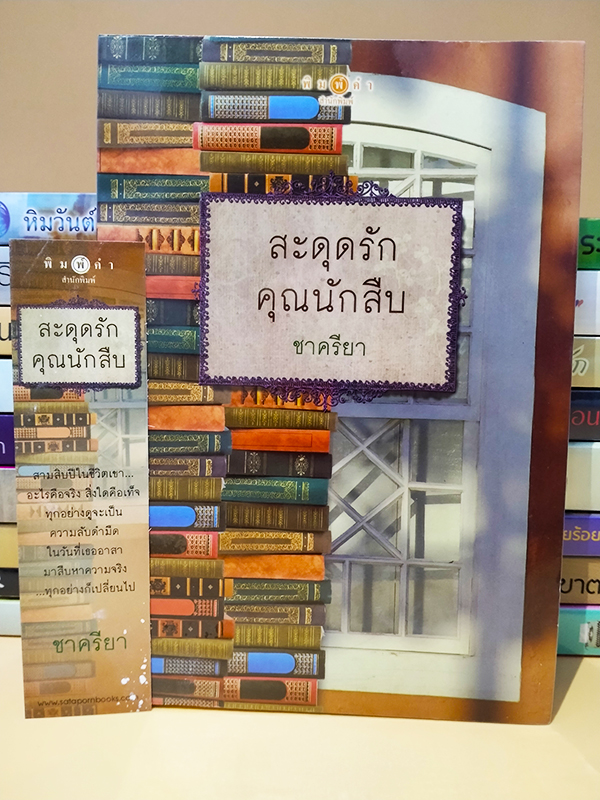 พิมพ์คำ
สำนักพิมพ์
สะดุดรัก
คุณนักสืบ
ชาครียา
พิมพ์คำ
สำนักพิมพ์
สะดุดรัก
คุณนักสืบ
สามสิบปีในชีวิตเขา...
อะไรคือจริง สิ่งใดคือเท็จ
ทุกอย่างดูจะเป็น
ความลับดำมืด
ในวันที่เธออาสา
มาสืบหาความจริง
...ทุกอย่างก็เปลี่ยนไป
ชาครียา
หิมวันต์